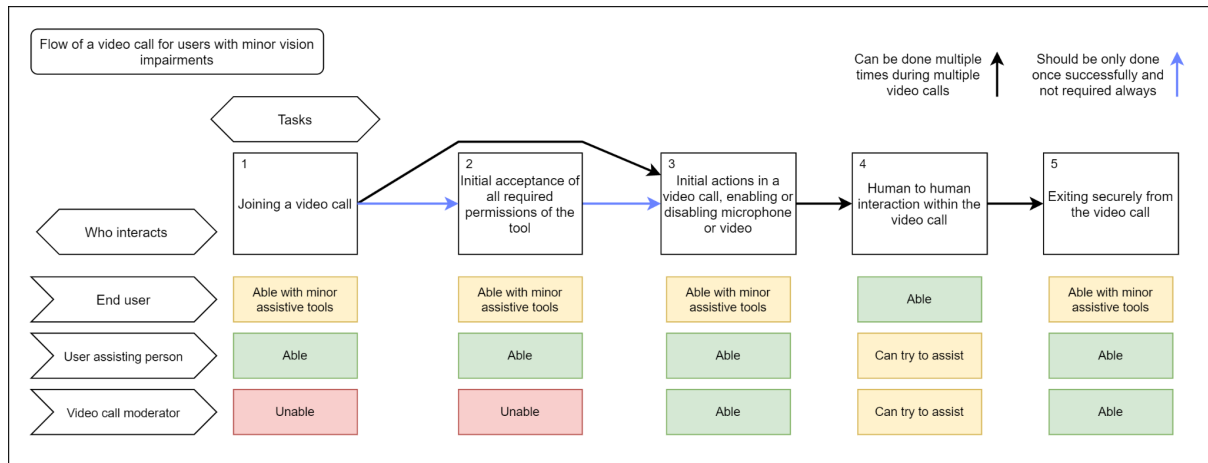 Flow of a video call for users with minor vision
impairments
Can be done multiple
times during multiple
video calls
Should be only done
once successfully and
not required always
Tasks
1
Joining a video call
2
Initial acceptance of
all required
permissions of the
tool
3
Initial actions in a
video call, enabling or
disabling microphone
or video
4
Human to human
interaction within the
video call
5
Exiting securely from
the video call
Who interacts
End user
Able with minor
assistive tools
Able with minor
assistive tools
Able with minor
assistive tools
Able
Able with minor
assistive tools
User assisting person
Able
Able
Able
Can try to assist
Able
Video call moderator
Unable
Unable
Able
Can try to assist
Able